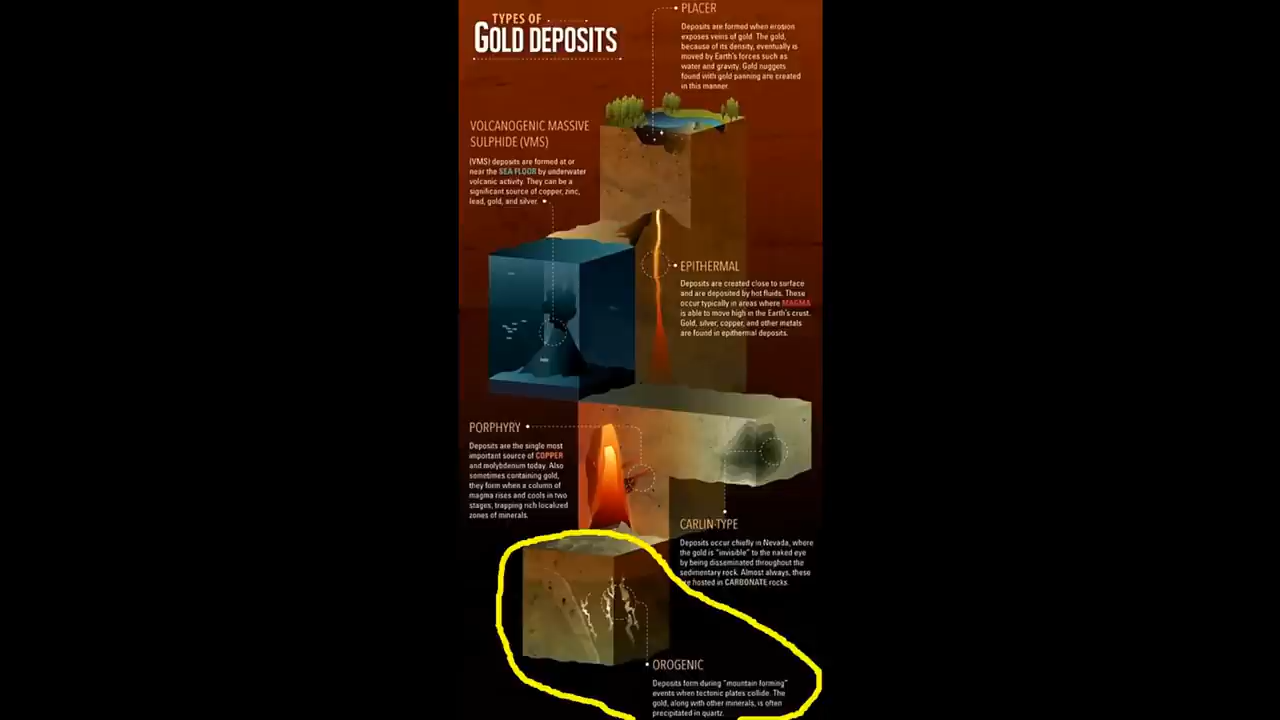 TYPES OF
GOLD DEPOSITS
PLACER
Deposits are formed when erosion
exposes veins of gold. The gold,
because of its density, eventually is
moved by Earth's forces such as
water and gravity. Gold nuggets
found with gold panning are created
in this manner.
VOLCANOGENIC MASSIVE
SULPHIDE (VMS)
(VMS) deposits are formed at or
near the SEA FLOOR by underwater
volcanic activity. They can be a
significant source of copper, zinc,
lead, gold, and silver.
EPITHERMAL
Deposits are created close to surface
and are deposited by hot fluids. These
occur typically in areas where MAGMA
is able to move high in the Earth's crust.
Gold, silver, copper, and other metals
are found in epithermal deposits.
PORPHYRY
Deposits are the single most
important source of COPPER
and molybdenum today. Also
sometimes containing gold,
they form when a column of
magma rises and cools in two
stages, trapping rich localized
zones of minerals.
CARLIN-TYPE
Deposits occur chiefly in Nevada, where
the gold is "invisible" to the naked eye
by being disseminated throughout the
sedimentary rock. Almost always, these
are hosted in CARBONATE rocks.
OROGENIC
Deposits form during "mountain forming"
events when tectonic plates collide. The
gold, along with other minerals, is often
precipitated in quartz.